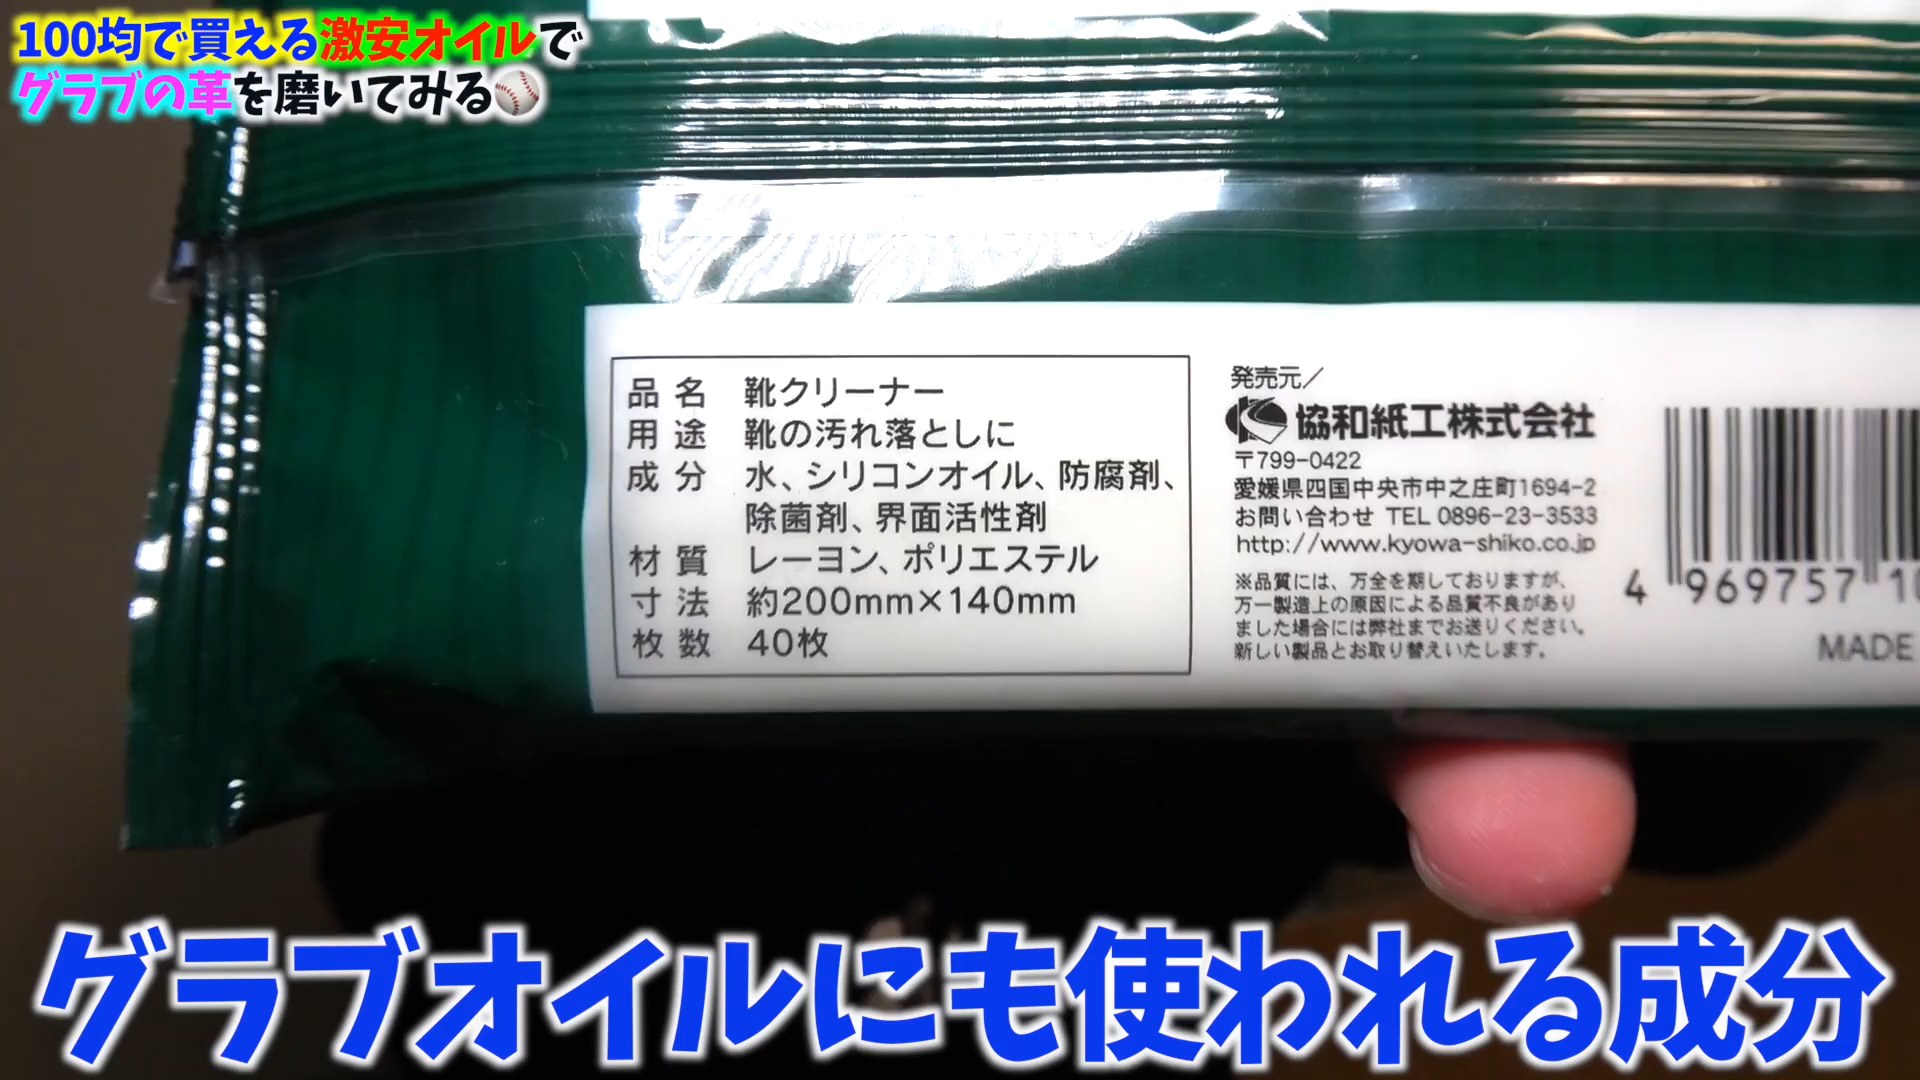 100均で買える激安オイルで
グラブの革を磨いてみる
品名 靴クリーナー
用途 靴の汚れ落としに
成分 水、シリコンオイル、防腐剤、
除菌剤、界面活性剤
材質 レーヨン、ポリエステル
寸法 約200mm×140mm
枚数 40枚
発売元/
協和紙工株式会社
〒799-0422
愛媛県四国中央市中之庄町1694-2
お問い合わせ TEL 0896-23-3533
http://www.kyowa-shiko.co.jp
※品質には、万全を期しておりますが、
万一製造上の原因による品質不良があり
ました場合には弊社までお送りください。
新しい製品とお取り替えいたします。
4 969757 10
MADE
グラブオイルにも使われる成分